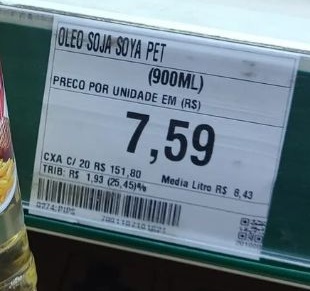 OLEO SOJA SOYA PET
(900ML)
PRECO POR UNIDADE EM (R$)
7,59
CXA C/ 20 R$ 151,80
Media Litro R$ 8,43
TRIB: R$ 1,93 (25,45)%